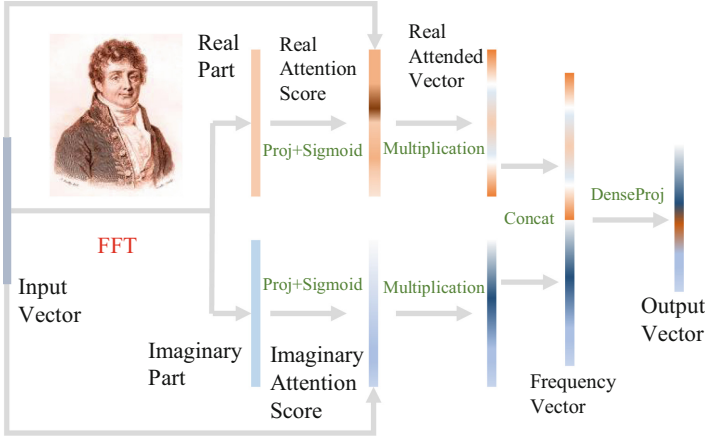 Real
Part
Real
Attention
Score
Real
Attended
Vector
Proj+Sigmoid
Multiplication
FFT
Concat
DenseProj
Input
Vector
Proj+Sigmoid
Multiplication
Imaginary
Part
Imaginary
Attention
Score
Frequency
Vector
Output
Vector